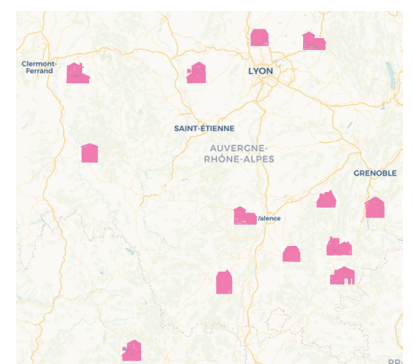 Clermont-
Ferrand
LYON
SAINT-ÉTIENNE
AUVERGNE-
RHÔNE-ALPES
GRENOBLE
Valence